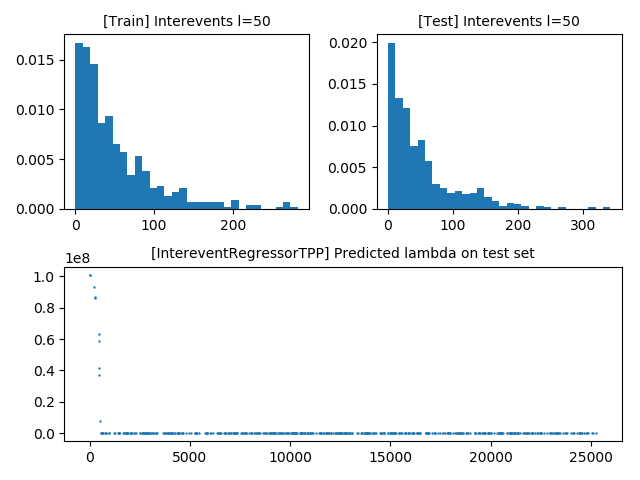 [Train] Interevents l=50
0.015
0.010
0.005
0.000
0 100 200
[Test] Interevents l=50
0.020
0.015
0.010
0.005
0.000
0 100 200 300
[IntereventRegressorTPP] Predicted lambda on test set
1e8
1.0
0.8
0.6
0.4
0.2
0.0
0 5000 10000 15000 20000 25000